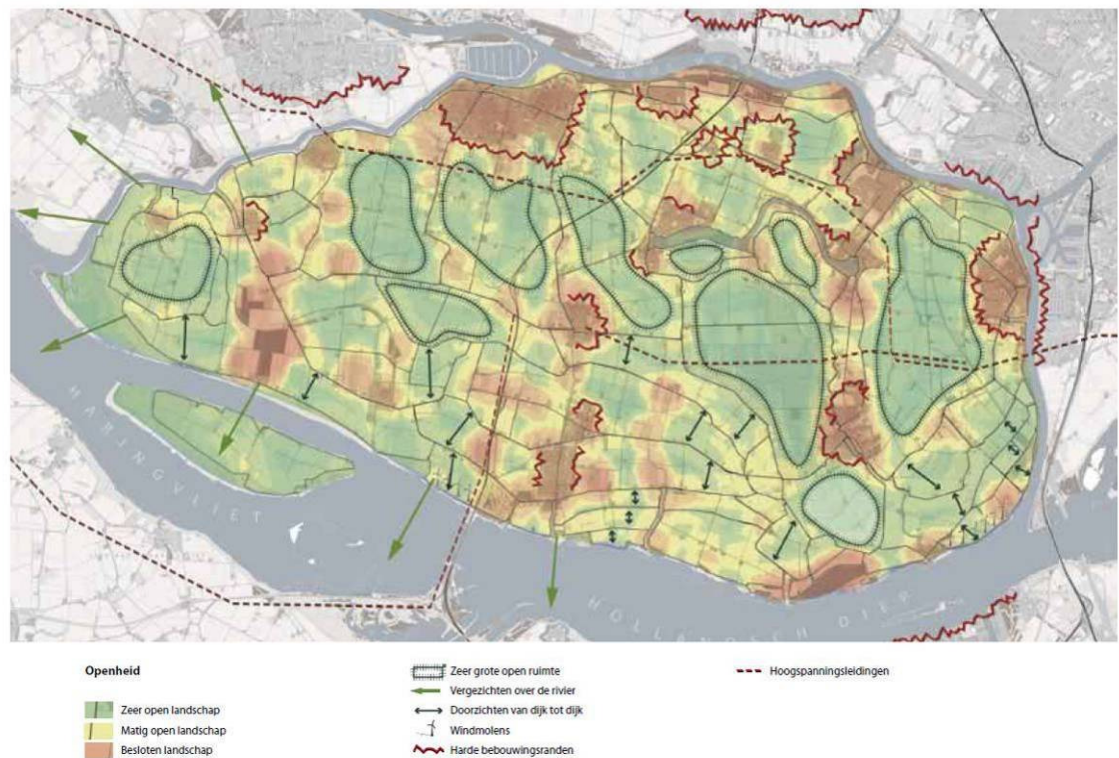 HARINGVLIET
HOLLANDSCH DIEP
Openheid
Zeer open landschap
Matig open landschap
Besloten landschap
Zeer grote open ruimte
Vergezichten over de rivier
Doorzichten van dijk tot dijk
Windmolens
Harde bebouwingsranden
Hoogspanningsleidingen